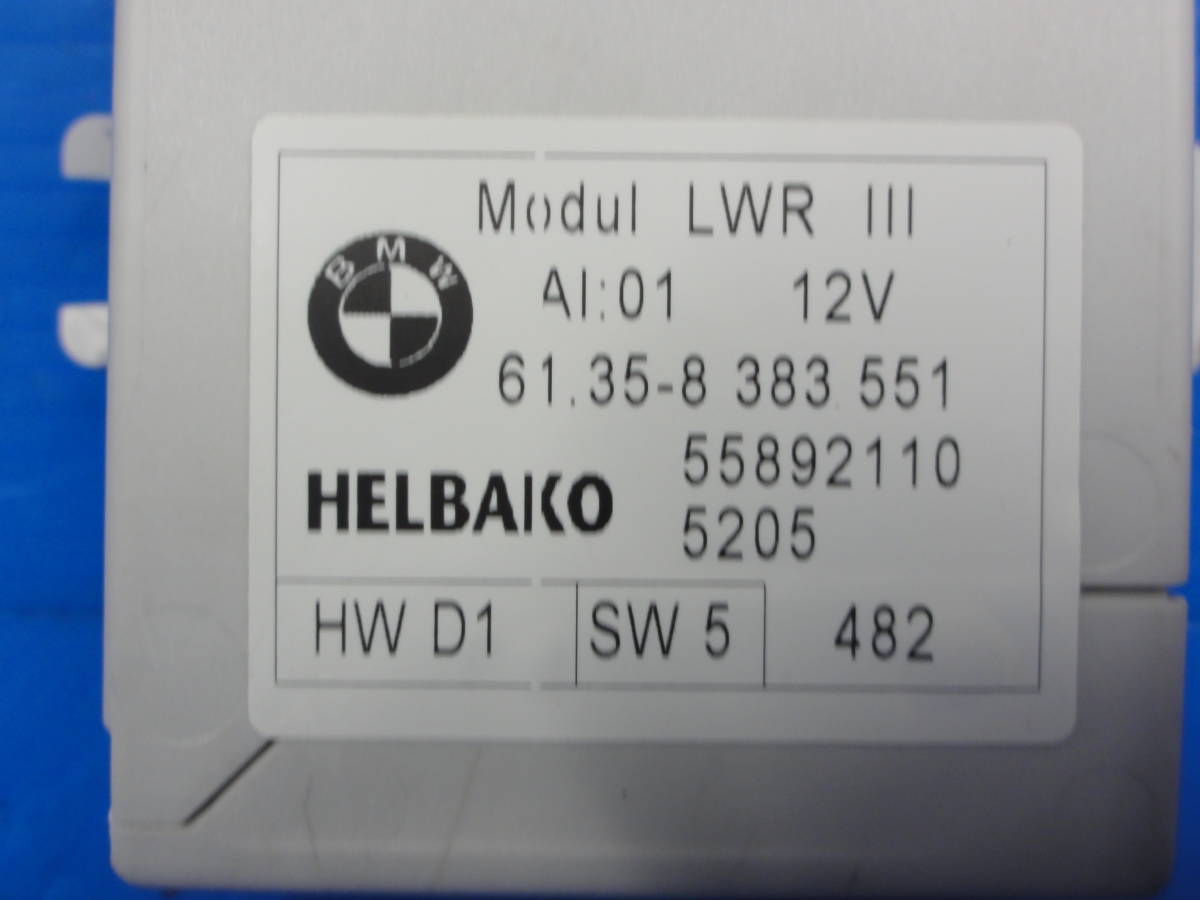 Modul LWR III
BMW
AI:01 12V
61.35-8 383 551
55892110
HELBAKO
5205
HW D1 SW 5 482